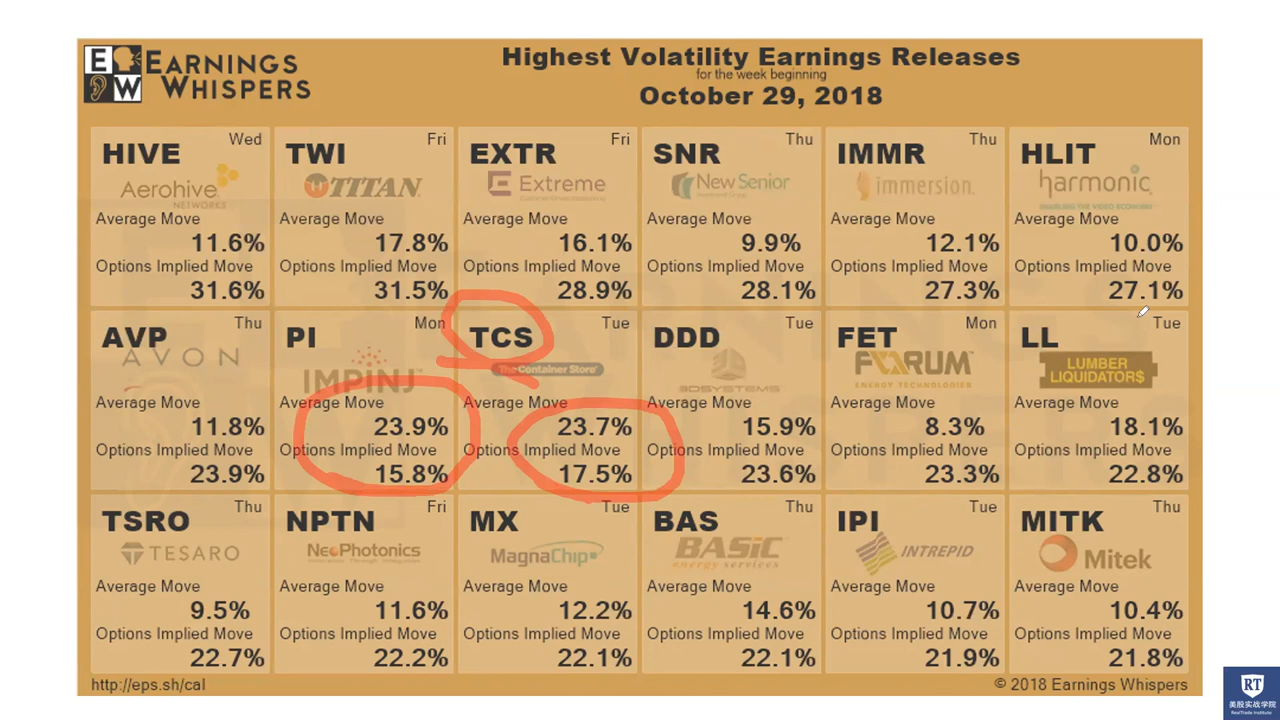 E EARNINGS
W WHISPERS
Highest Volatility Earnings Releases
for the week beginning
October 29, 2018
Wed Fri Fri Thu Thu Mon
HIVE TWI EXTR SNR IMMR HLIT
Aerohive TITAN Extreme New Senior immersion. harmonic
NETWORKS
Average Move Average Move Average Move Average Move Average Move Average Move
11.6% 17.8% 16.1% 9.9% 12.1% 10.0%
Options Implied Move Options Implied Move Options Implied Move Options Implied Move Options Implied Move Options Implied Move
31.6% 31.5% 28.9% 28.1% 27.3% 27.1%
Thu Mon Tue Tue Mon Tue
AVP PI TCS DDD FET LL
AVON IMPINJ The Container Store 3DSYSTEMS FORUM LUMBER
ENERGY TECHNOLOGIES LIQUIDATOR$
Average Move Average Move Average Move Average Move Average Move Average Move
11.8% 23.9% 23.7% 15.9% 8.3% 18.1%
Options Implied Move Options Implied Move Options Implied Move Options Implied Move Options Implied Move Options Implied Move
23.9% 15.8% 17.5% 23.6% 23.3% 22.8%
Thu Fri Tue Thu Tue Thu
TSRO NPTN MX BAS IPI MITK
TESARO NeoPhotonics MagnaChip BASiC INTREPID Mitek
energy services
Average Move Average Move Average Move Average Move Average Move Average Move
9.5% 11.6% 12.2% 14.6% 10.7% 10.4%
Options Implied Move Options Implied Move Options Implied Move Options Implied Move Options Implied Move Options Implied Move
22.7% 22.2% 22.1% 22.1% 21.9% 21.8%
http://eps.sh/cal © 2018 Earnings Whispers
RT
美股实战学院
RealTrade Institute